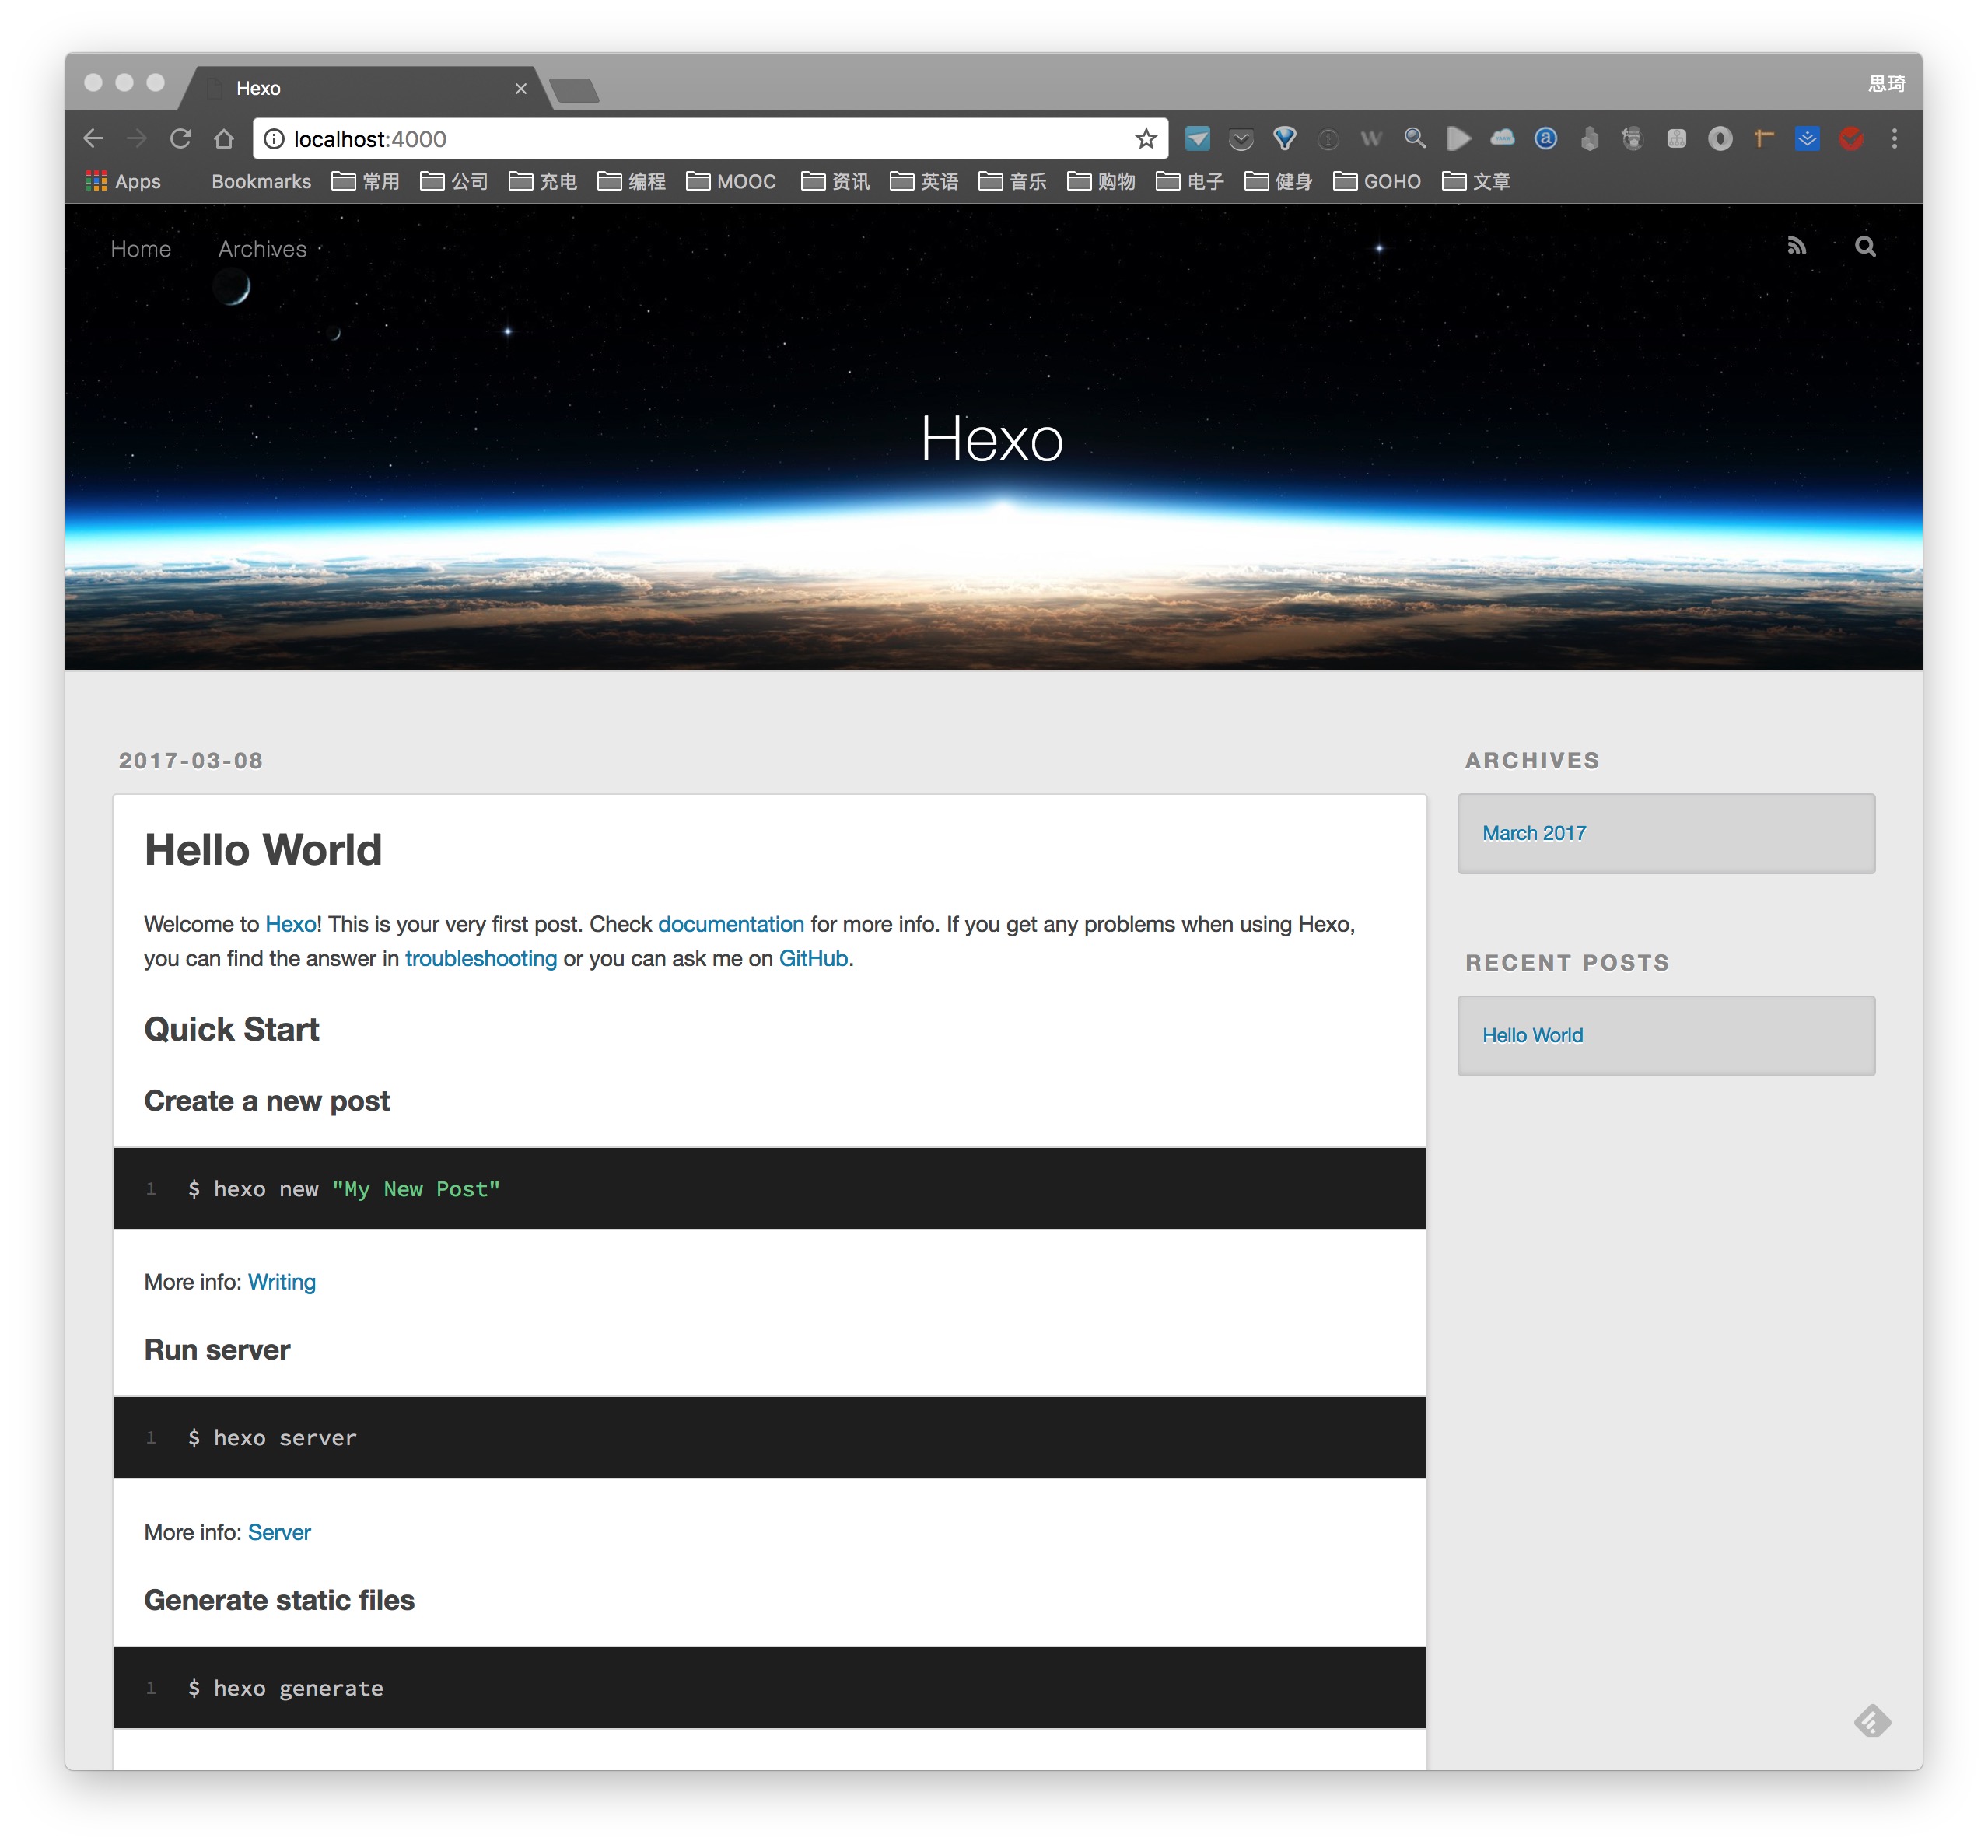 Hexo
思琦
localhost:4000
Apps Bookmarks 常用 公司 充电 编程 MOOC 资讯 英语 音乐 购物 电子 健身 GOHO 文章
Home Archives
Hexo
2017-03-08
Hello World
Welcome to Hexo! This is your very first post. Check documentation for more info. If you get any problems when using Hexo,
you can find the answer in troubleshooting or you can ask me on GitHub.
Quick Start
Create a new post
1 $ hexo new "My New Post"
More info: Writing
Run server
1 $ hexo server
More info: Server
Generate static files
1 $ hexo generate
ARCHIVES
March 2017
RECENT POSTS
Hello World